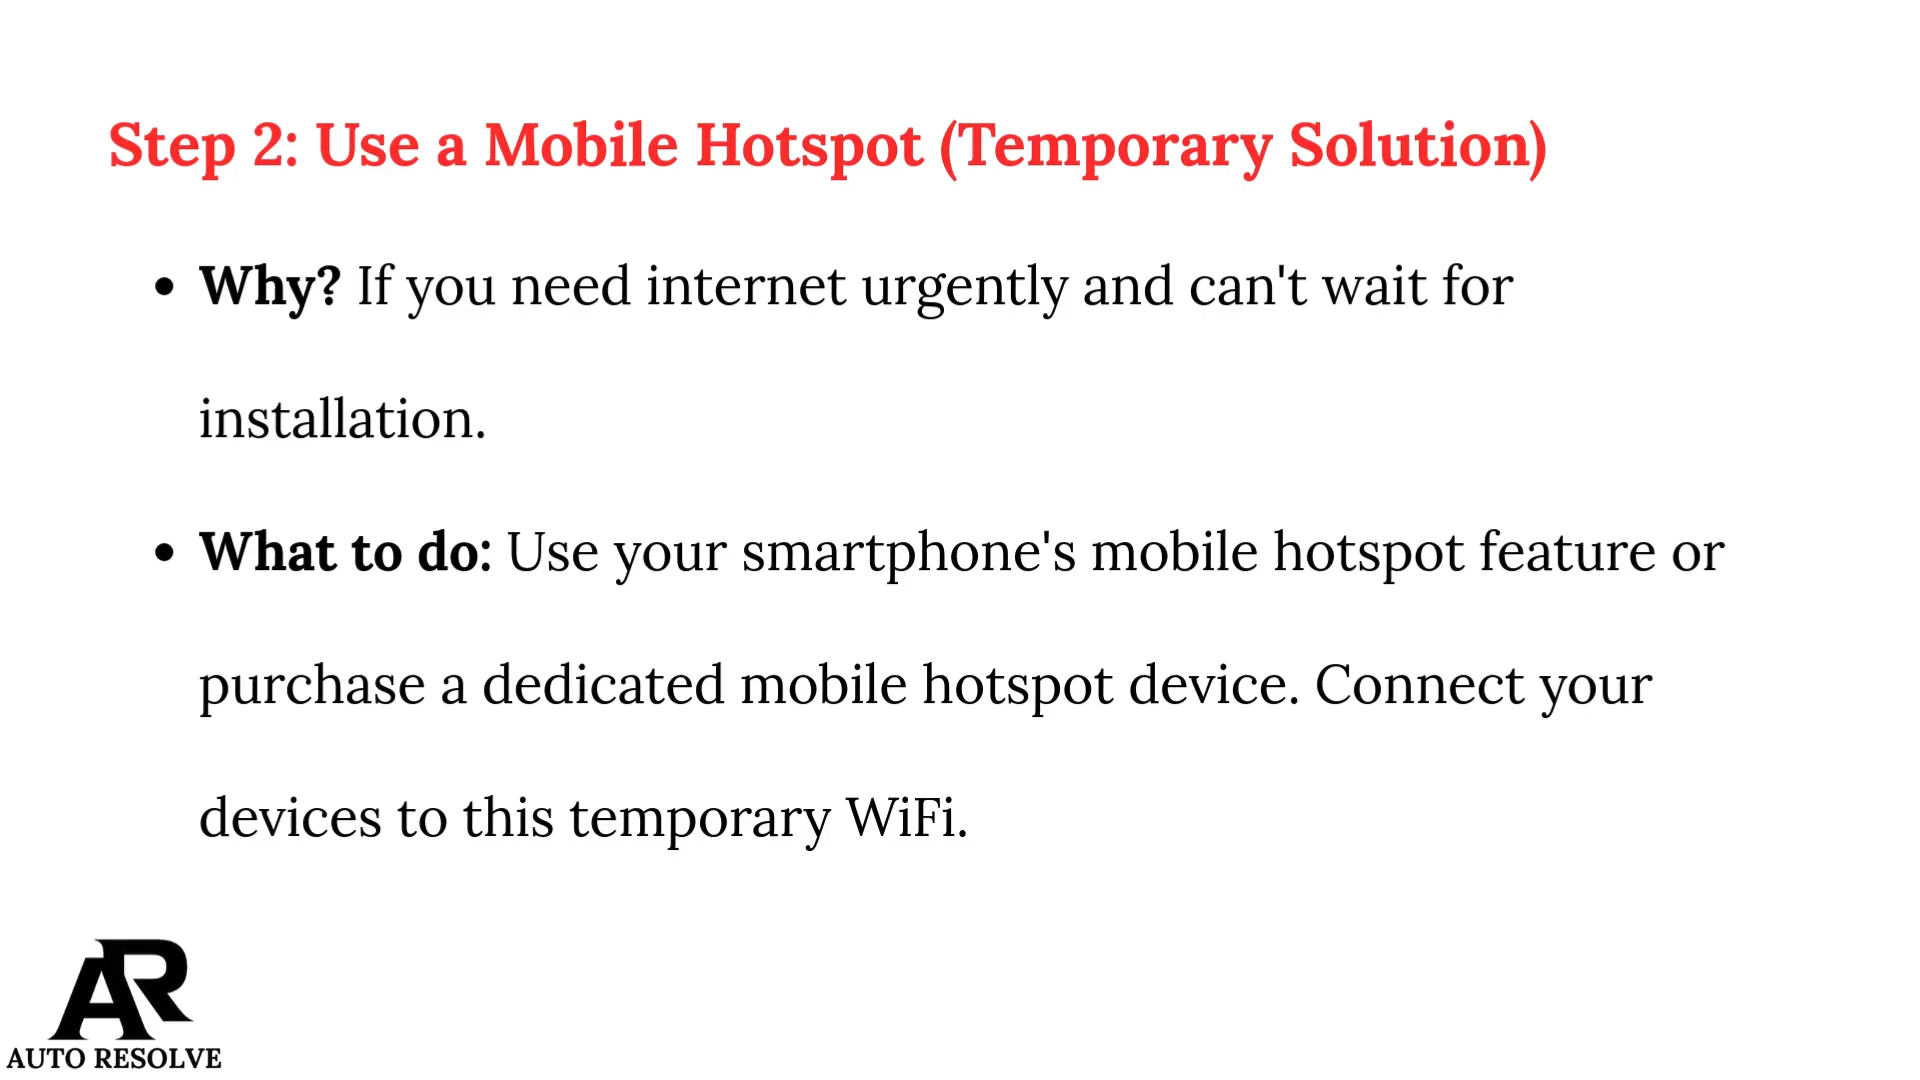 Step 2: Use a Mobile Hotspot (Temporary Solution)
• Why? If you need internet urgently and can't wait for
installation.
• What to do: Use your smartphone's mobile hotspot feature or
purchase a dedicated mobile hotspot device. Connect your
devices to this temporary WiFi.
AR
AUTO RESOLVE